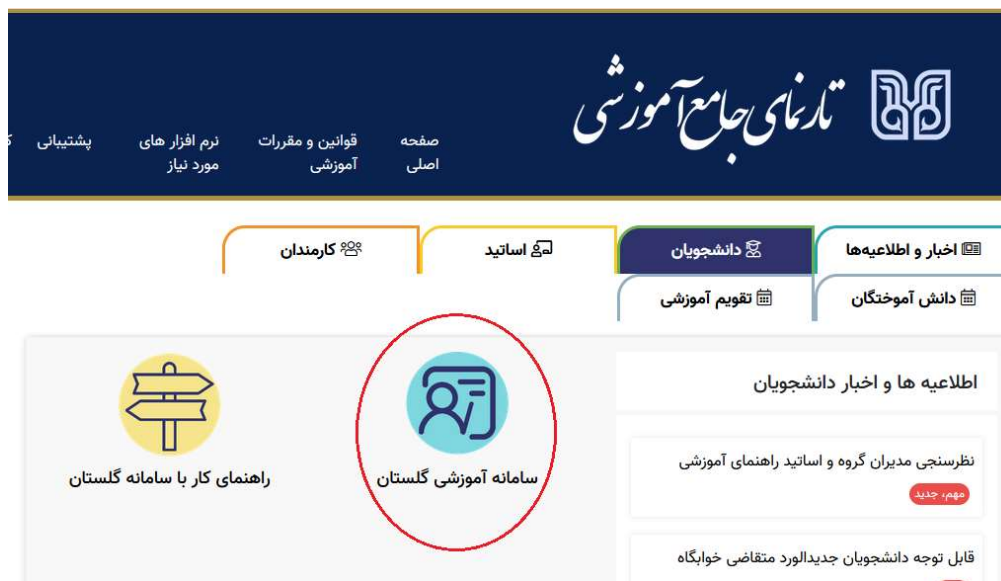 تارنمای جامع آموزشی
صفحه اصلی
قوانین و مقررات آموزشی
نرم افزار های مورد نیاز
پشتیبانی
اخبار و اطلاعیه‌ها
دانشجویان
اساتید
کارمندان
دانش آموختگان
تقویم آموزشی
اطلاعیه ها و اخبار دانشجویان
نظرسنجی مدیران گروه و اساتید راهنمای آموزشی
مهم، جدید
قابل توجه دانشجویان جدیدالورد متقاضی خوابگاه
سامانه آموزشی گلستان
راهنمای کار با سامانه گلستان